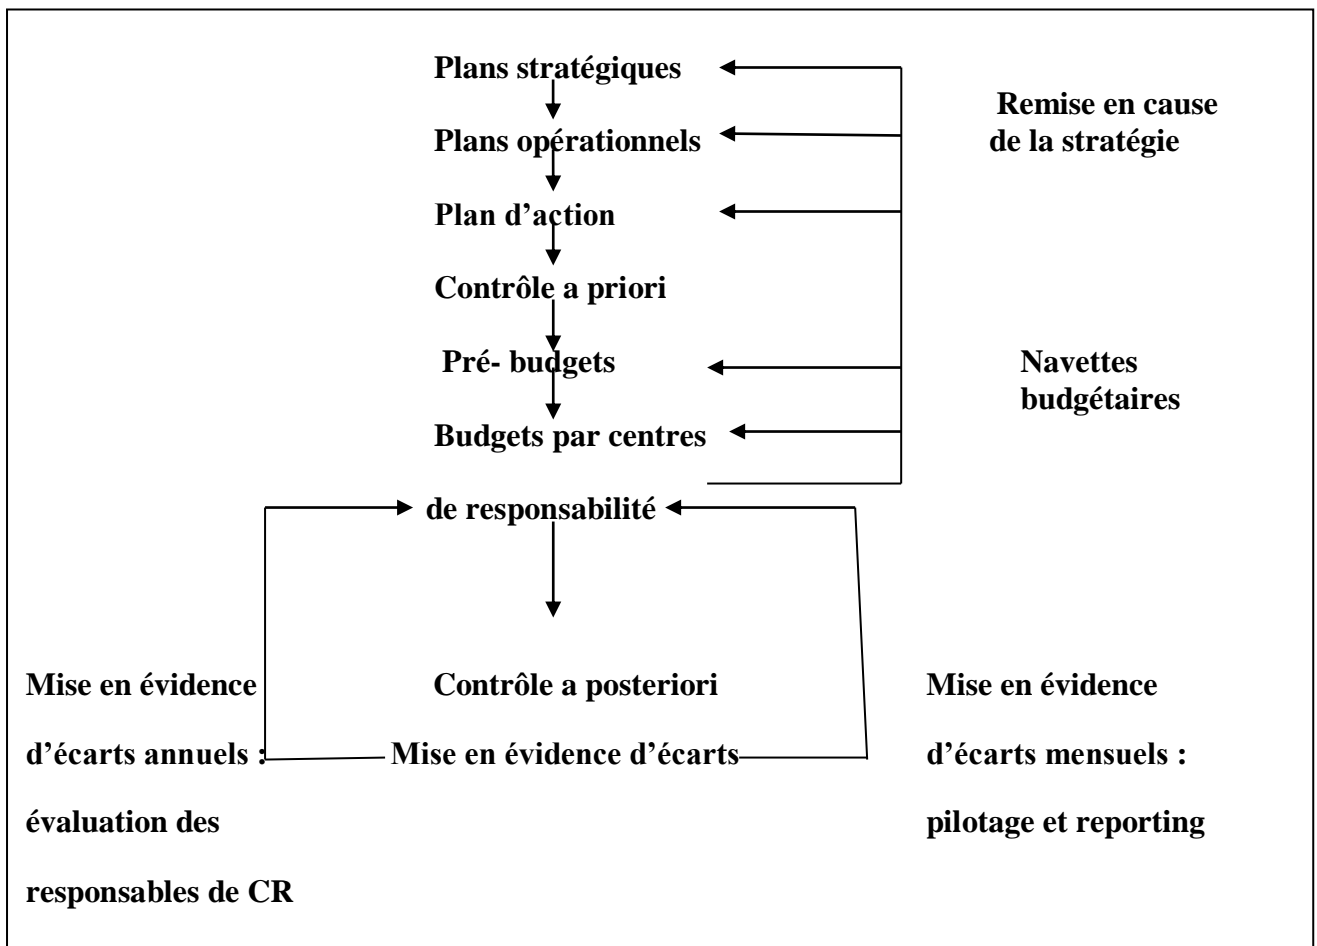 Plans stratégiques
Remise en cause
de la stratégie
Plans opérationnels
Plan d’action
Contrôle a priori
Pré- budgets
Navettes
budgétaires
Budgets par centres
de responsabilité
Mise en évidence
d’écarts annuels :
évaluation des
responsables de CR
Contrôle a posteriori
Mise en évidence d’écarts
Mise en évidence
d’écarts mensuels :
pilotage et reporting